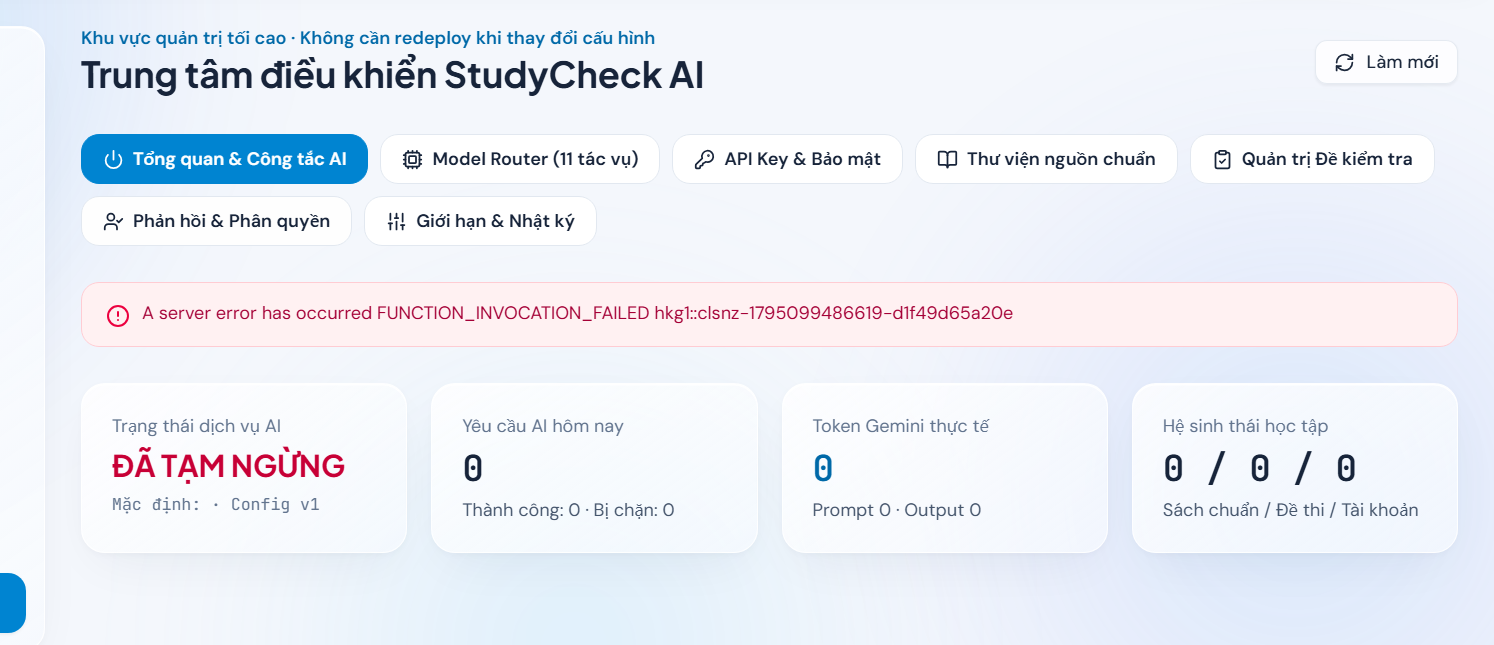 Khu vực quản trị tối cao · Không cần redeploy khi thay đổi cấu hình
Trung tâm điều khiển StudyCheck AI
Làm mới
Tổng quan & Công tắc AI
Model Router (11 tác vụ)
API Key & Bảo mật
Thư viện nguồn chuẩn
Quản trị Đề kiểm tra
Phản hồi & Phân quyền
Giới hạn & Nhật ký
A server error has occurred FUNCTION_INVOCATION_FAILED hkg1::clsnz-1795099486619-d1f49d65a20e
Trạng thái dịch vụ AI
ĐÃ TẠM NGỪNG
Mặc định: · Config v1
Yêu cầu AI hôm nay
0
Thành công: 0 · Bị chặn: 0
Token Gemini thực tế
0
Prompt 0 · Output 0
Hệ sinh thái học tập
0 / 0 / 0
Sách chuẩn / Đề thi / Tài khoản